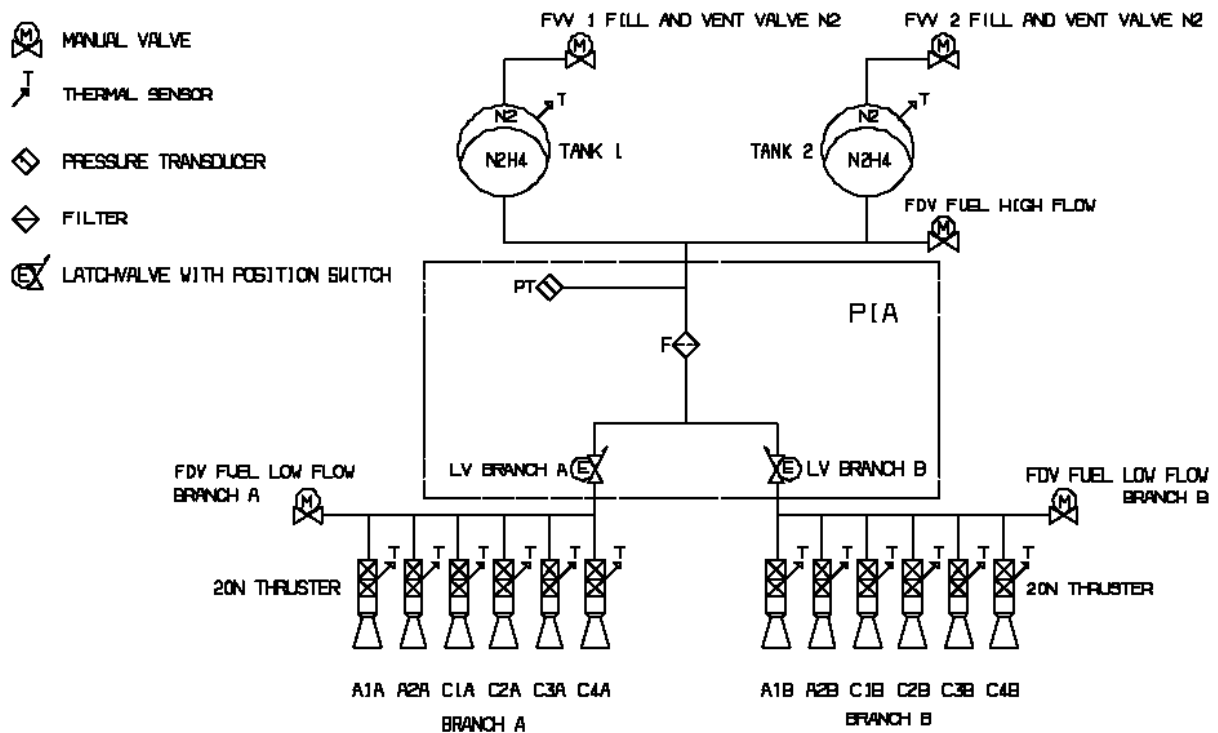 FVV 1 FILL AND VENT VALVE N2
FVV 2 FILL AND VENT VALVE N2
M MANUAL VALVE
M
M
T
THERMAL SENSOR
T
T
N2
N2
TANK 1
TANK 2
PRESSURE TRANSDUCER
N2H4
N2H4
FILTER
FDV FUEL HIGH FLOW
M
E LATCHVALVE WITH POSITION SWITCH
PT
PIA
F
LV BRANCH A E
E LV BRANCH B
FDV FUEL LOW FLOW
BRANCH A
M
FDV FUEL LOW FLOW
BRANCH B
M
T T T T T T
T T T T T T
20N THRUSTER
20N THRUSTER
A1A A2A C1A C2A C3A C4A
A1B A2B C1B C2B C3B C4B
BRANCH A
BRANCH B